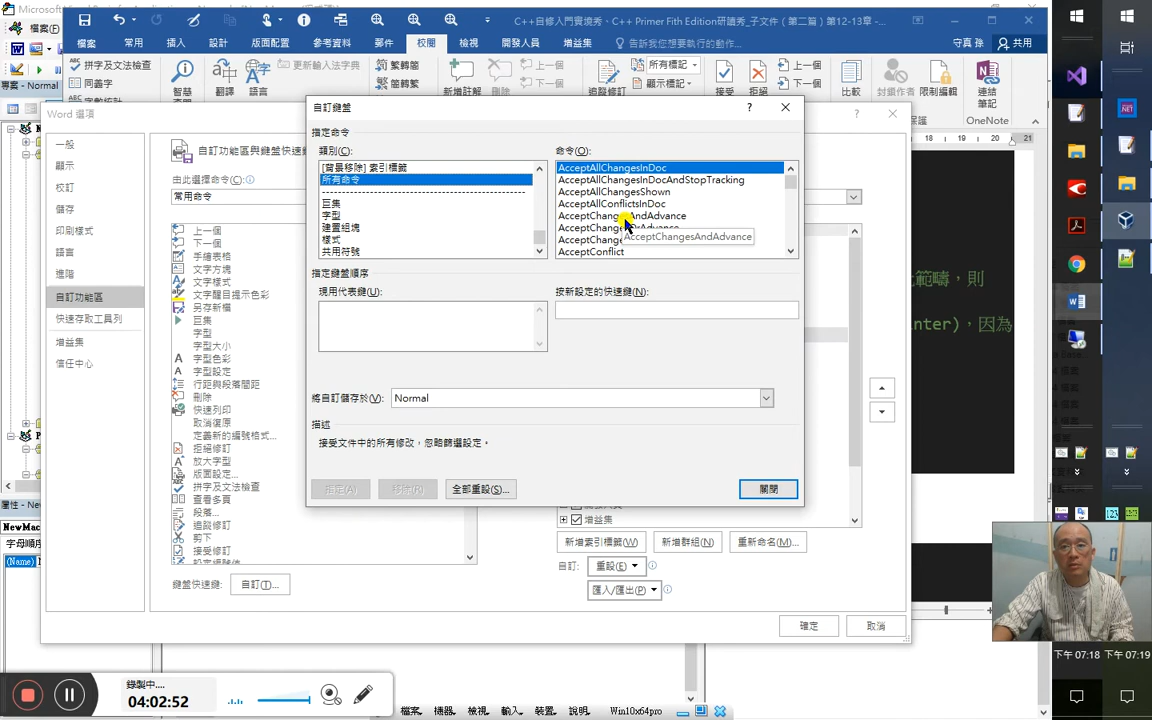 C++自修入門實境秀、C++ Primer Fith Edition研讀秀_子文件（第二篇）第12-13章 -...
檔案 常用 插入 設計 版面配置 參考資料 郵件 校閱 檢視 開發人員 增益集 告訴我您想要執行的動作... 守真 孫 共用
拼字及文法檢查
同義字
翻譯 語言
更新輸入法字典
繁轉簡
簡轉繁
新增註解
上一個
下一個
追蹤修訂
所有標記
顯示標記
接受 拒絕
上一個
下一個
比較 封鎖作者 限制編輯 連結筆記
OneNote
Word 選項
一般
顯示
校訂
儲存
印刷樣式
語言
進階
自訂功能區
快速存取工具列
增益集
信任中心
自訂功能區與鍵盤快速
由此選擇命令(C):
常用命令
上一個
下一個
手繪表格
文字方塊
文字樣式
文字醒目提示色彩
另存新檔
巨集
字型
字型大小
字型色彩
字型設定
行距與段落間距
刪除
快速列印
取消復原
定義新的編號格式...
拒絕修訂
放大字型
版面設定...
拼字及文法檢查
查看多頁
段落...
追蹤修訂
剪下
接受修訂
鍵盤快速鍵: 自訂(T)...
自訂鍵盤
指定命令
類別(C):
[背景移除] 索引標籤
所有命令
巨集
字型
建置組塊
樣式
共用符號
命令(O):
AcceptAllChangesInDoc
AcceptAllChangesInDocAndStopTracking
AcceptAllChangesShown
AcceptAllConflictsInDoc
AcceptChangesAndAdvance
AcceptConflict
指定鍵盤順序
現用代表鍵(U):
按新設定的快速鍵(N):
將自訂儲存於(V): Normal
描述
接受文件中的所有修改，忽略篩選設定。
指定(A) 移除(R) 全部重設(S)... 關閉
增益集
新增索引標籤(W) 新增群組(N) 重新命名(M)...
自訂: 重設(E)
匯入/匯出(P)
確定 取消
18 19 20 21
範疇，則
nter)，因為
下午 07:18 下午 07:19
錄製中...
04:02:52
檔案 機器 檢視 輸入 裝置 說明 Win10x64pro